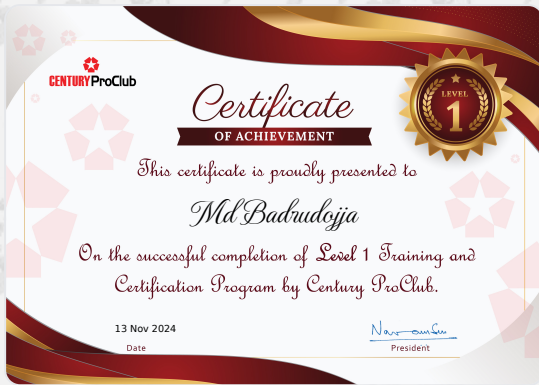 CENTURY ProClub
Certificate
OF ACHIEVEMENT
LEVEL
1
This certificate is proudly presented to
Md Badrudojja
On the successful completion of Level 1 Training and
Certification Program by Century ProClub.
13 Nov 2024
Date
President